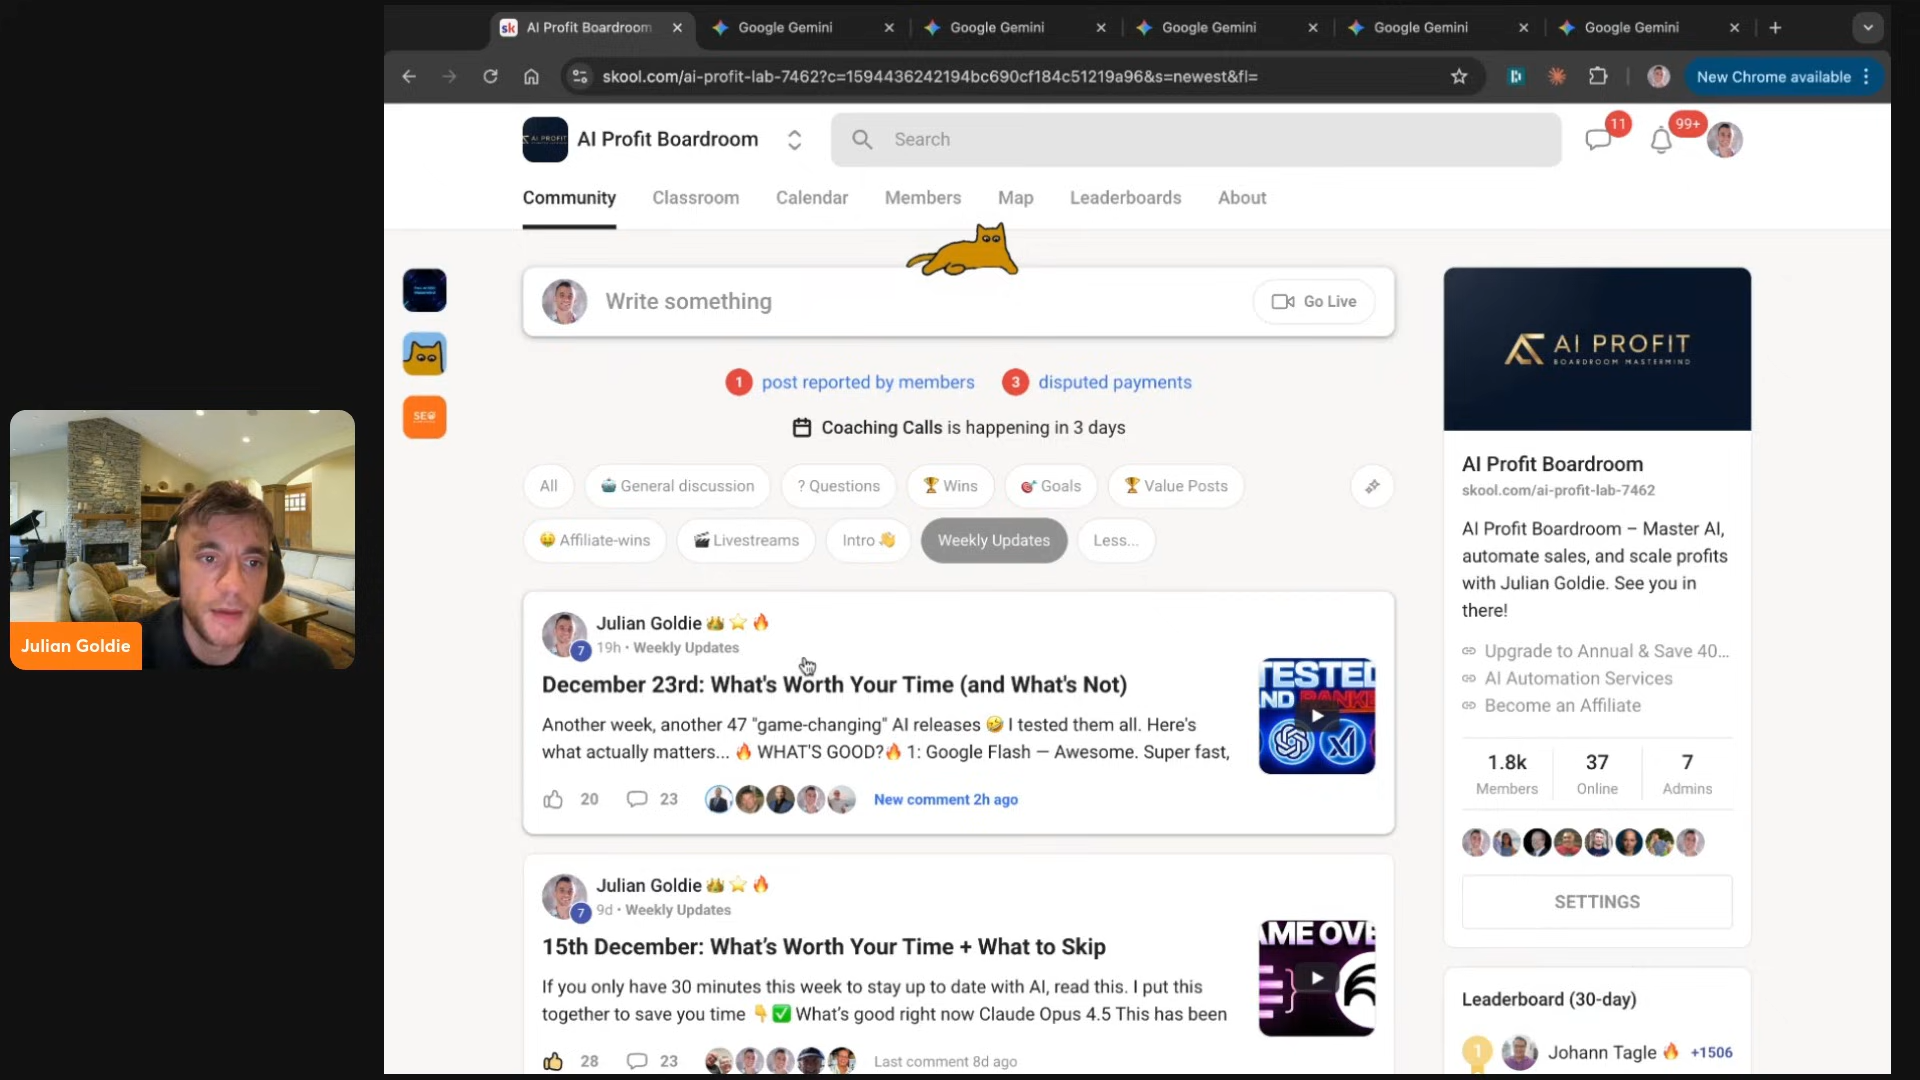 AI Profit Boardroom
Google Gemini
Google Gemini
Google Gemini
Google Gemini
Google Gemini
skool.com/ai-profit-lab-7462?c=1594436242194bc690cf184c51219a96&s=newest&fl=
New Chrome available
AI Profit Boardroom
Search
11
99+
Community
Classroom
Calendar
Members
Map
Leaderboards
About
Write something
Go Live
1 post reported by members
3 disputed payments
Coaching Calls is happening in 3 days
All
General discussion
? Questions
Wins
Goals
Value Posts
Affiliate-wins
Livestreams
Intro 👋
Weekly Updates
Less...
Julian Goldie 👑 ⭐ 🔥
7
19h • Weekly Updates
December 23rd: What's Worth Your Time (and What's Not)
Another week, another 47 "game-changing" AI releases 🤣 I tested them all. Here's
what actually matters... 🔥 WHAT'S GOOD?🔥 1: Google Flash — Awesome. Super fast,
20
23
New comment 2h ago
TESTED
ND RANKE
Julian Goldie 👑 ⭐ 🔥
7
9d • Weekly Updates
15th December: What's Worth Your Time + What to Skip
If you only have 30 minutes this week to stay up to date with AI, read this. I put this
together to save you time 👇 ✅ What's good right now Claude Opus 4.5 This has been
28
23
Last comment 8d ago
AME OVE
AI PROFIT
BOARDROOM MASTERMIND
AI Profit Boardroom
skool.com/ai-profit-lab-7462
AI Profit Boardroom – Master AI,
automate sales, and scale profits
with Julian Goldie. See you in
there!
Upgrade to Annual & Save 40...
AI Automation Services
Become an Affiliate
1.8k
Members
37
Online
7
Admins
SETTINGS
Leaderboard (30-day)
1
Johann Tagle 🔥 +1506
SEO
sk
Julian Goldie